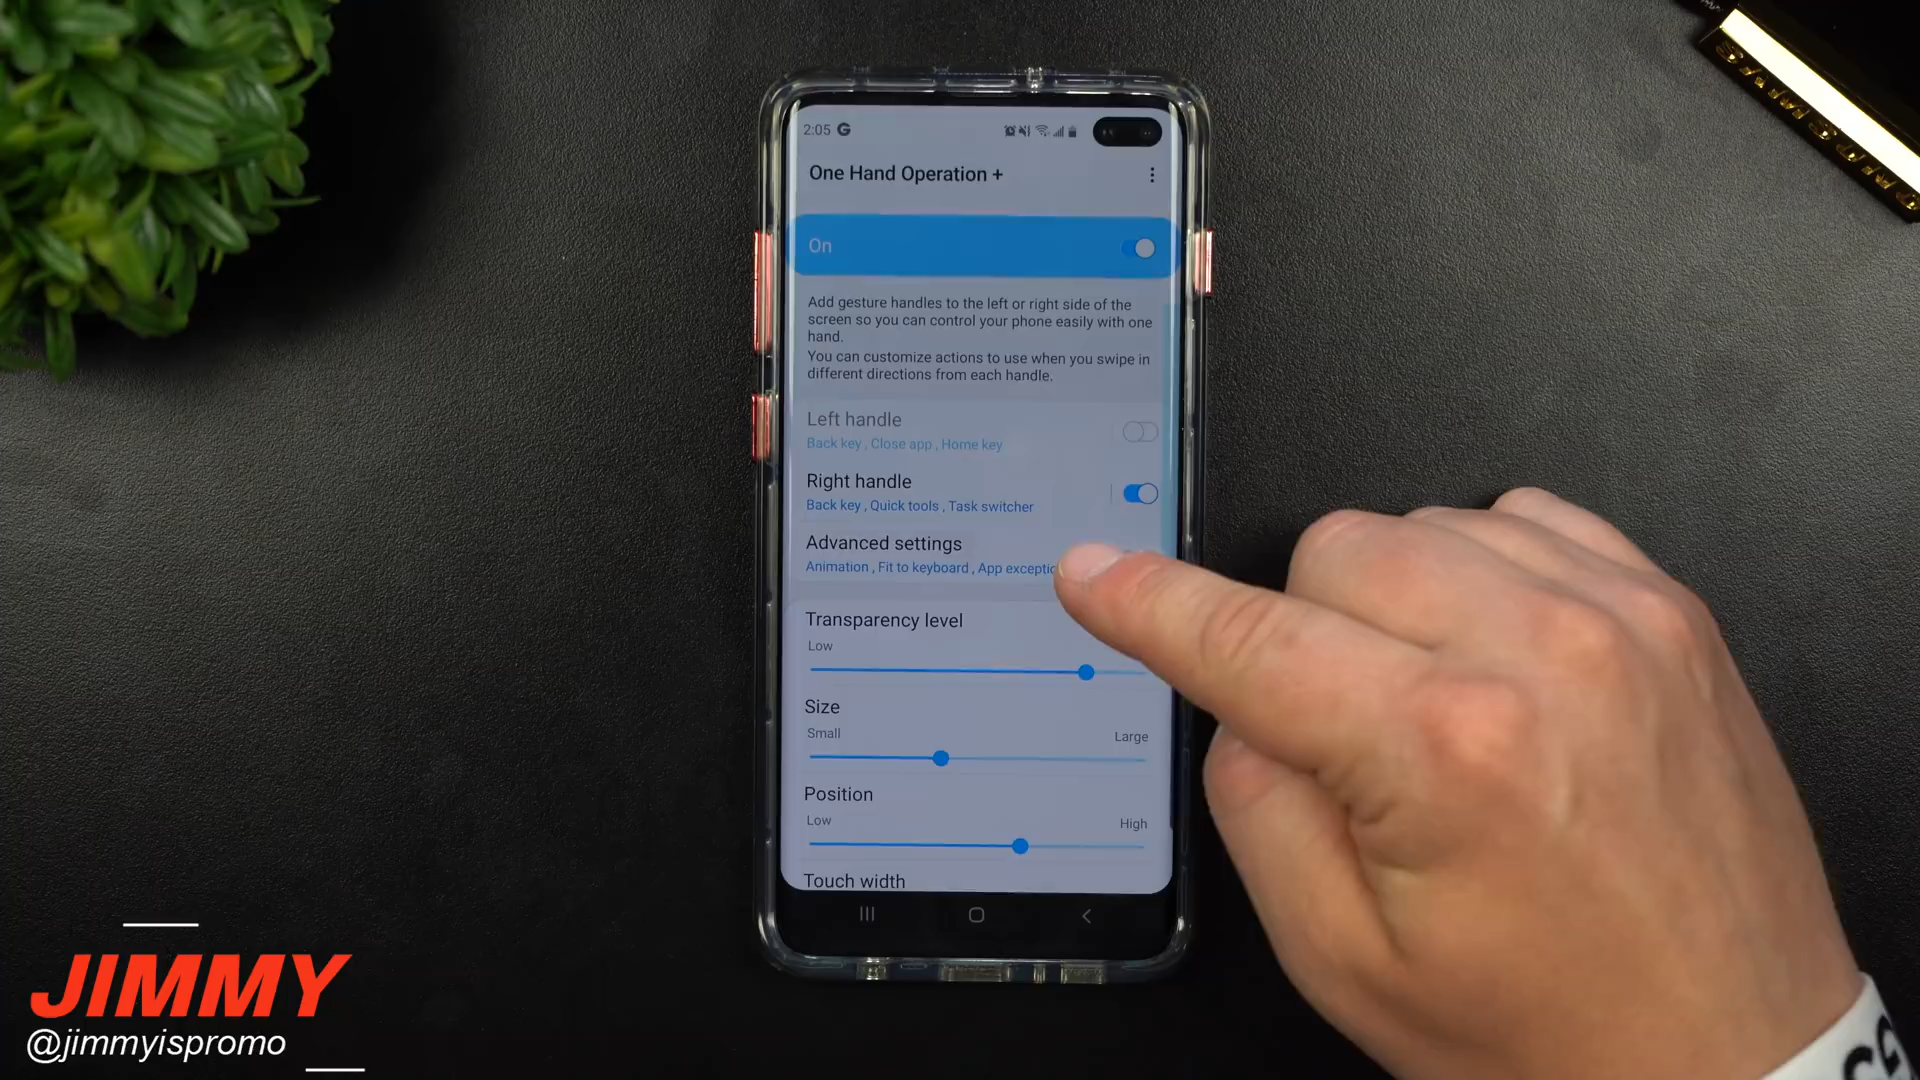 2:05
One Hand Operation +
On
Add gesture handles to the left or right side of the
screen so you can control your phone easily with one
hand.
You can customize actions to use when you swipe in
different directions from each handle.
Left handle
Back key , Close app , Home key
Right handle
Back key , Quick tools , Task switcher
Advanced settings
Animation , Fit to keyboard , App
Transparency level
Low
Size
Small Large
Position
Low High
Touch width
JIMMY
@jimmyispromo